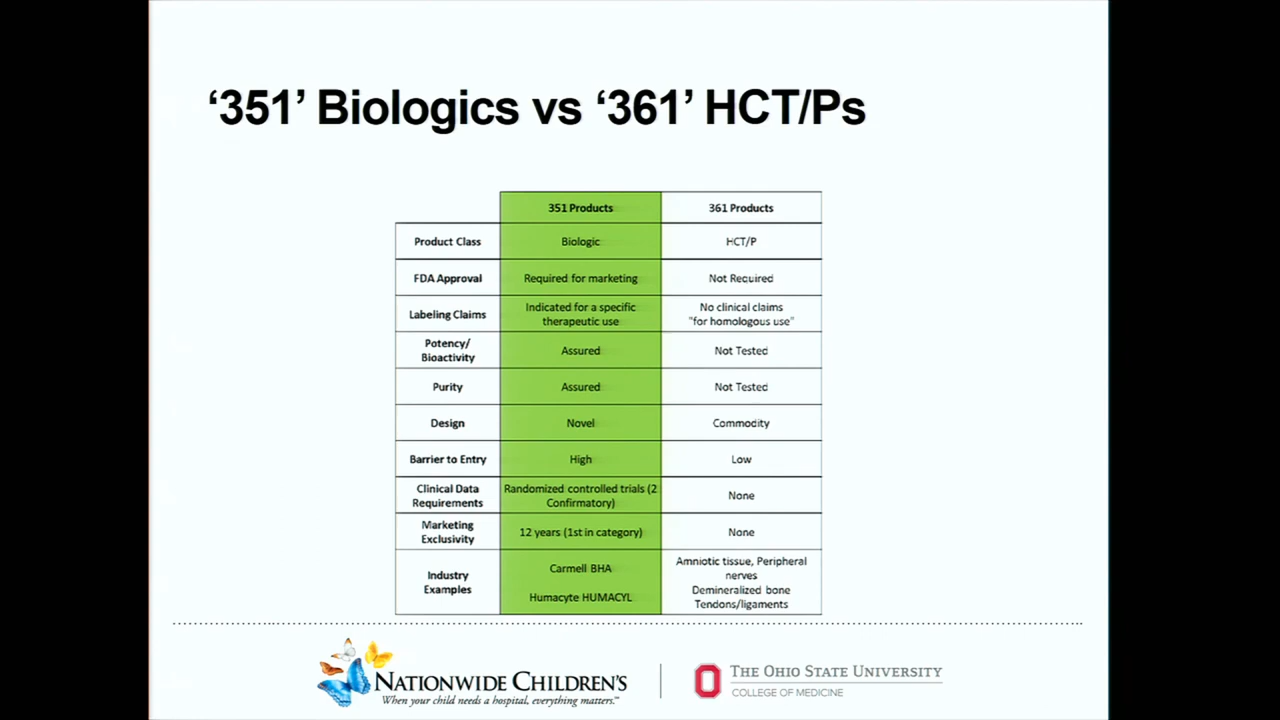 ‘351’ Biologics vs ‘361’ HCT/Ps
351 Products 361 Products
Product Class Biologic HCT/P
FDA Approval Required for marketing Not Required
Labeling Claims Indicated for a specific therapeutic use No clinical claims "for homologous use"
Potency/ Bioactivity Assured Not Tested
Purity Assured Not Tested
Design Novel Commodity
Barrier to Entry High Low
Clinical Data Requirements Randomized controlled trials (2 Confirmatory) None
Marketing Exclusivity 12 years (1st in category) None
Industry Examples Carmell BHA Humacyte HUMACYL Amniotic tissue, Peripheral nerves Demineralized bone Tendons/ligaments
NATIONWIDE CHILDREN'S
When your child needs a hospital, everything matters.™
THE OHIO STATE UNIVERSITY
COLLEGE OF MEDICINE